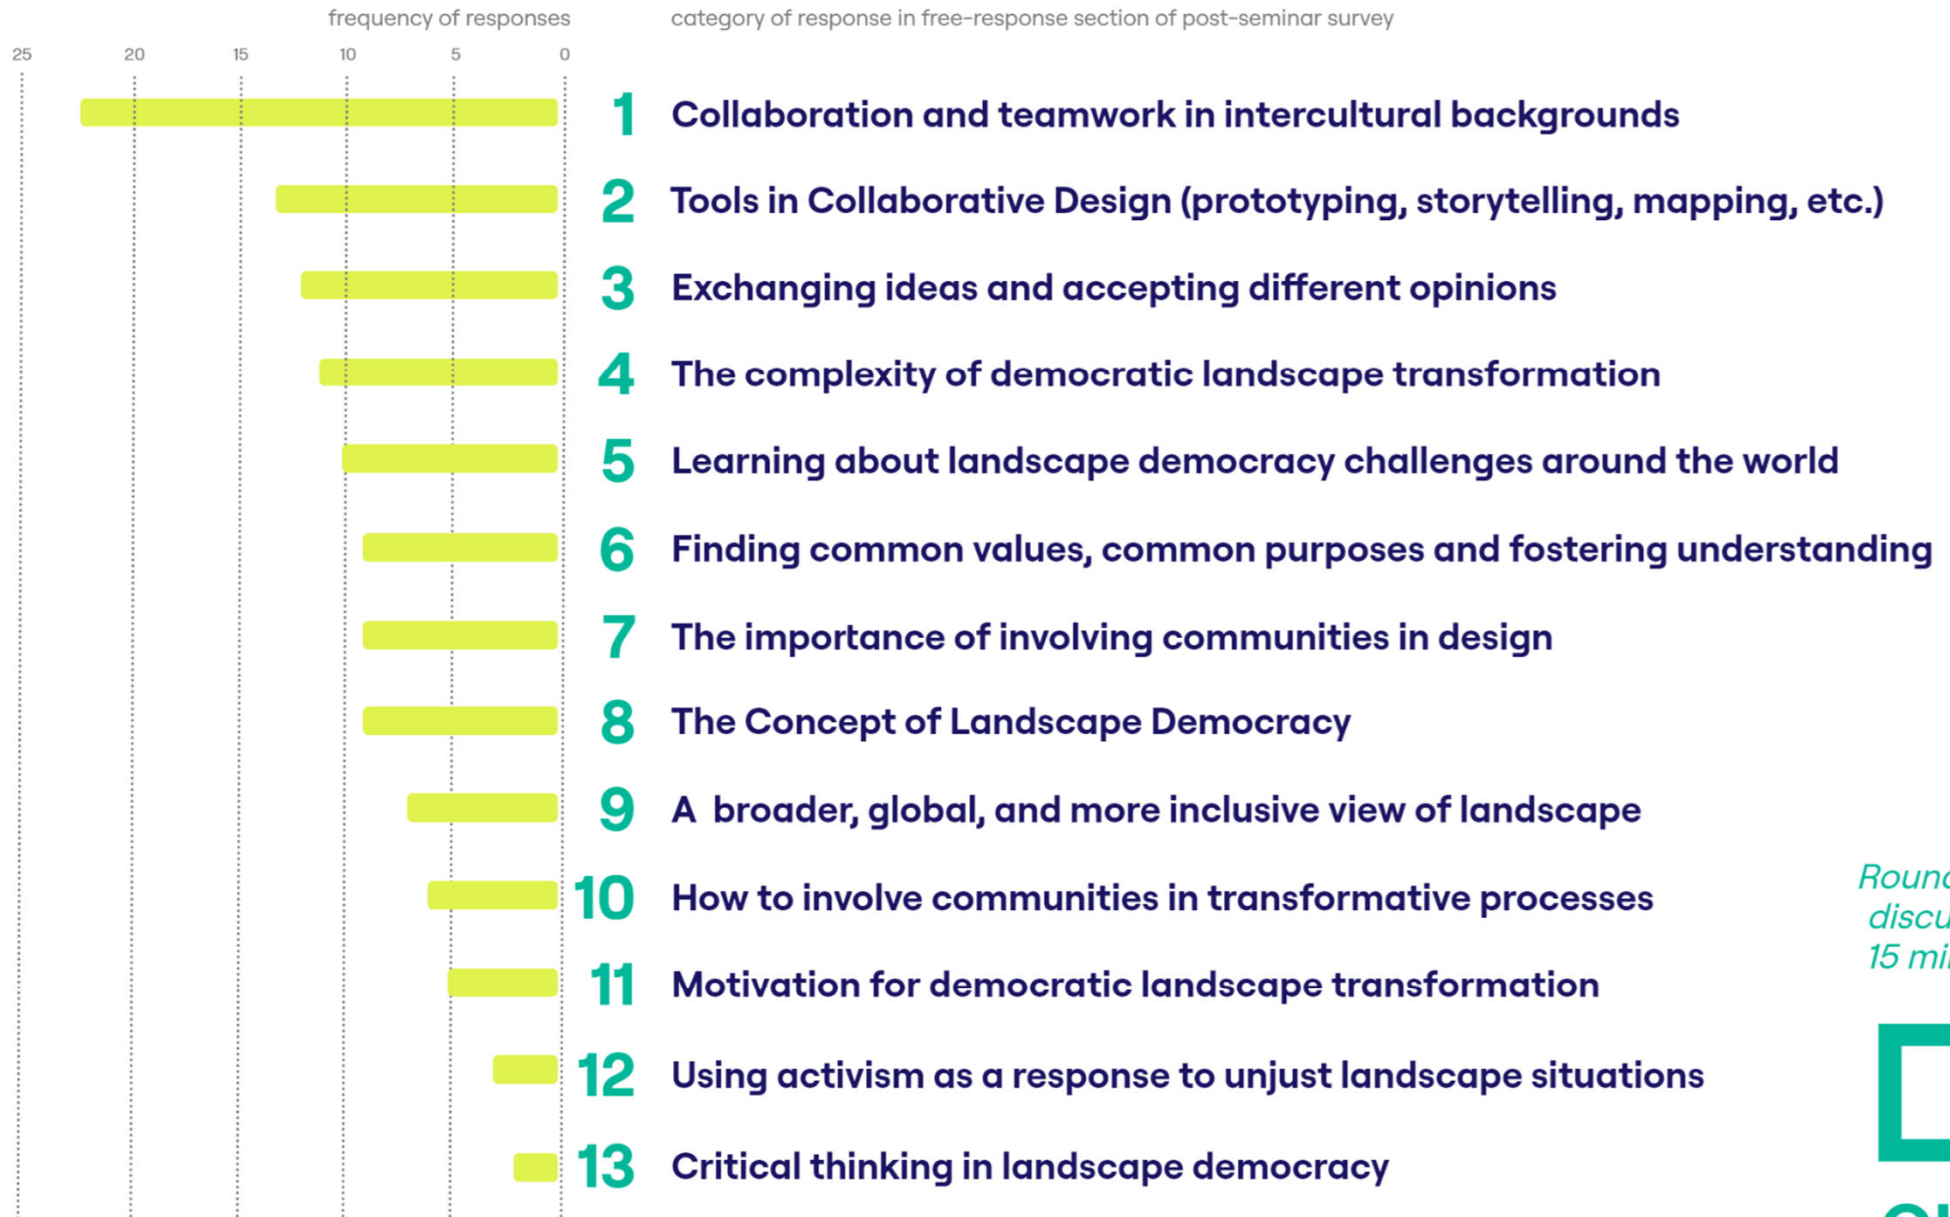 frequency of responses
category of response in free-response section of post-seminar survey
25 20 15 10 5 0
1 Collaboration and teamwork in intercultural backgrounds
2 Tools in Collaborative Design (prototyping, storytelling, mapping, etc.)
3 Exchanging ideas and accepting different opinions
4 The complexity of democratic landscape transformation
5 Learning about landscape democracy challenges around the world
6 Finding common values, common purposes and fostering understanding
7 The importance of involving communities in design
8 The Concept of Landscape Democracy
9 A broader, global, and more inclusive view of landscape
10 How to involve communities in transformative processes
11 Motivation for democratic landscape transformation
12 Using activism as a response to unjust landscape situations
13 Critical thinking in landscape democracy
15